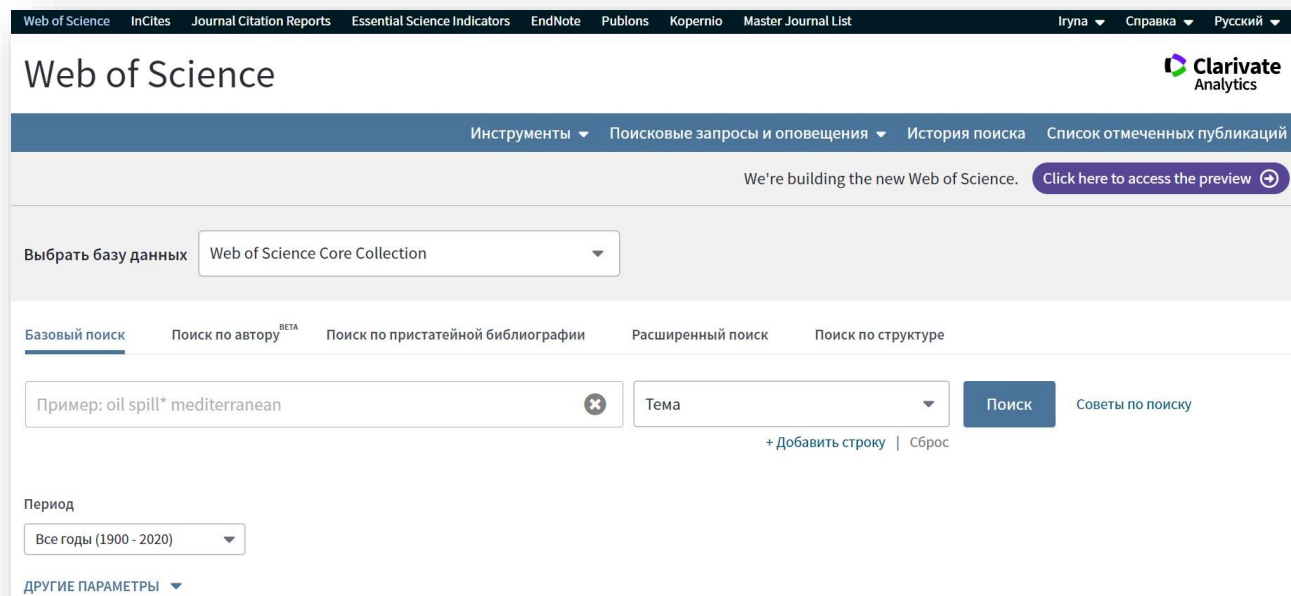 Web of Science InCites Journal Citation Reports Essential Science Indicators EndNote Publons Kopernio Master Journal List Iryna Справка Русский
Web of Science
Clarivate
Analytics
Инструменты Поисковые запросы и оповещения История поиска Список отмеченных публикаций
We're building the new Web of Science. Click here to access the preview
Выбрать базу данных Web of Science Core Collection
Базовый поиск Поиск по автору BETA Поиск по пристатейной библиографии Расширенный поиск Поиск по структуре
Пример: oil spill* mediterranean Тема Поиск Советы по поиску
+ Добавить строку | Сброс
Период
Все годы (1900 - 2020)
ДРУГИЕ ПАРАМЕТРЫ